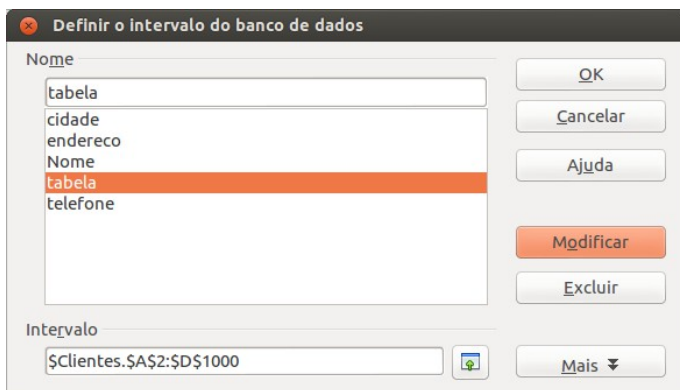 Definir o intervalo do banco de dados
Nome
tabela
cidade
endereco
Nome
tabela
telefone
OK
Cancelar
Ajuda
Modificar
Excluir
Intervalo
$Clientes.$A$2:$D$1000
Mais